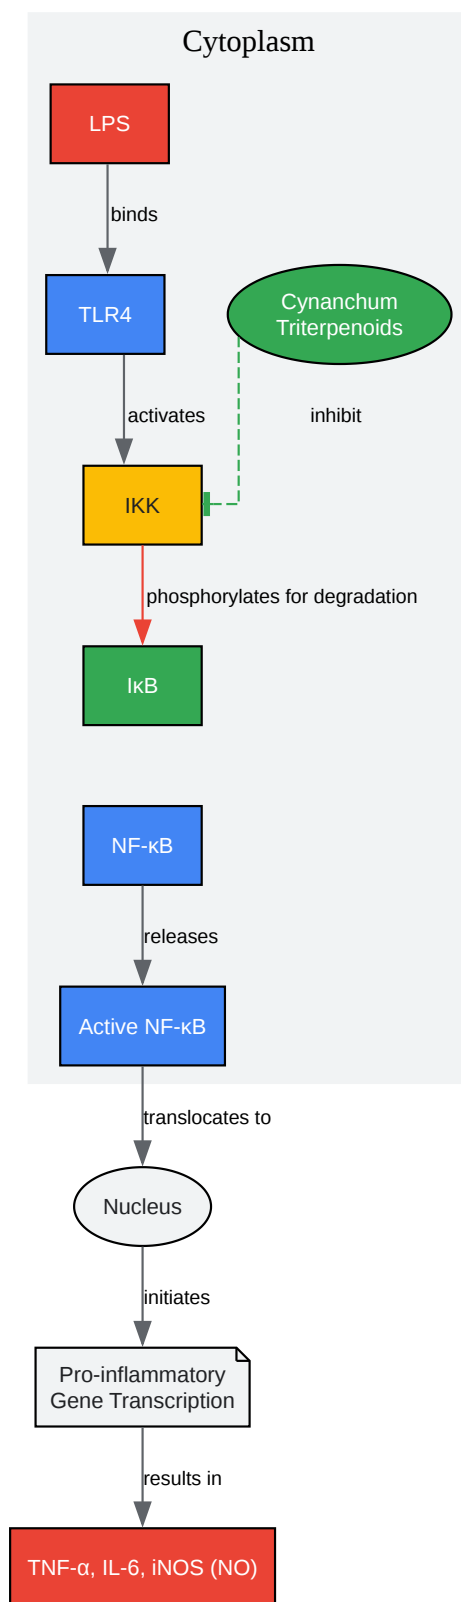 Cytoplasm
LPS
binds
TLR4
Cynanchum
Triterpenoids
activates
inhibit
IKK
phosphorylates for degradation
IκB
NF-κB
releases
Active NF-κB
translocates to
Nucleus
initiates
Pro-inflammatory
Gene Transcription
results in
TNF-α, IL-6, iNOS (NO)